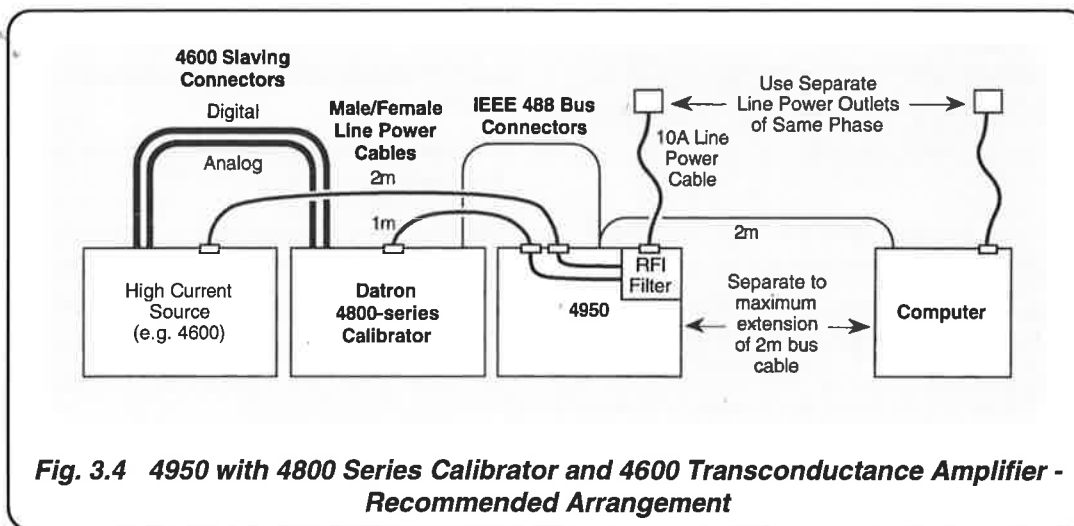 4600 Slaving
Connectors
Digital
Analog
Male/Female
Line Power
Cables
2m
1m
IEEE 488 Bus
Connectors
10A Line
Power
Cable
Use Separate
Line Power Outlets
of Same Phase
2m
High Current
Source
(e.g. 4600)
Datron
4800-series
Calibrator
RFI
Filter
4950
Separate to
maximum
extension
of 2m bus
cable
Computer
Fig. 3.4 4950 with 4800 Series Calibrator and 4600 Transconductance Amplifier -
Recommended Arrangement